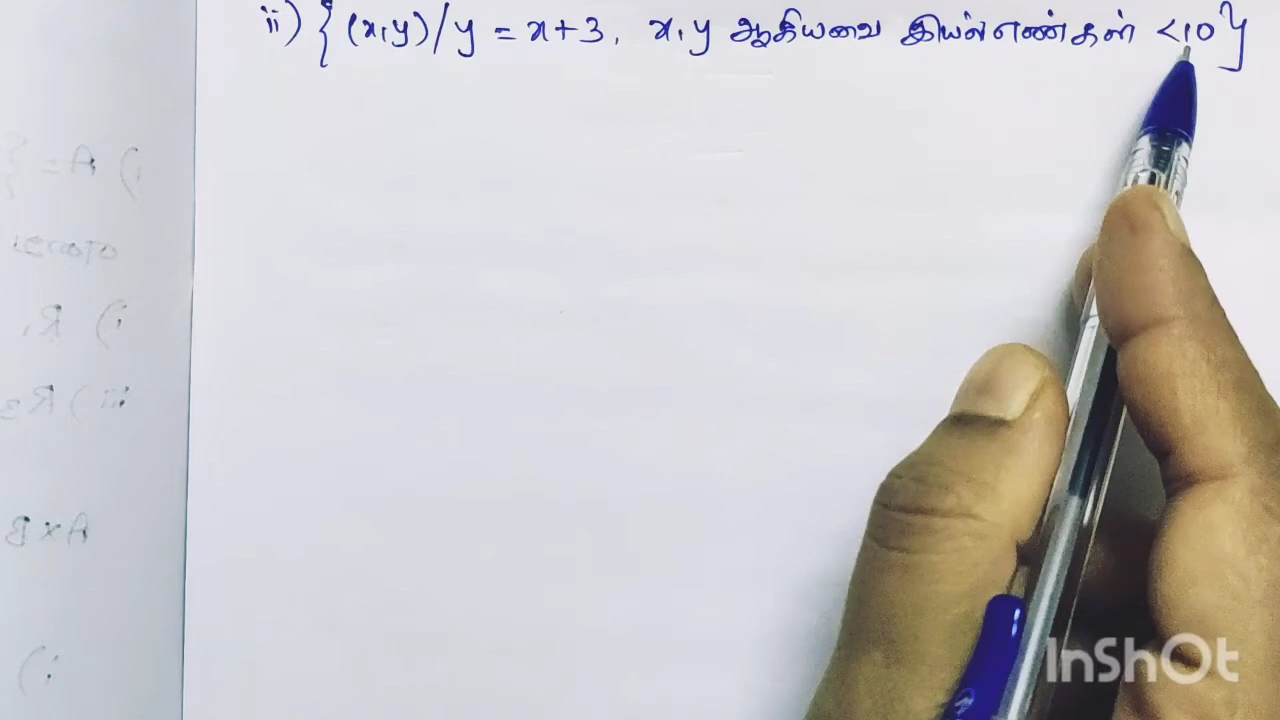 ii) { (x,y) / y = x+3, x,y ஆகியவை இயல் எண்கள் <10 }
InShOt